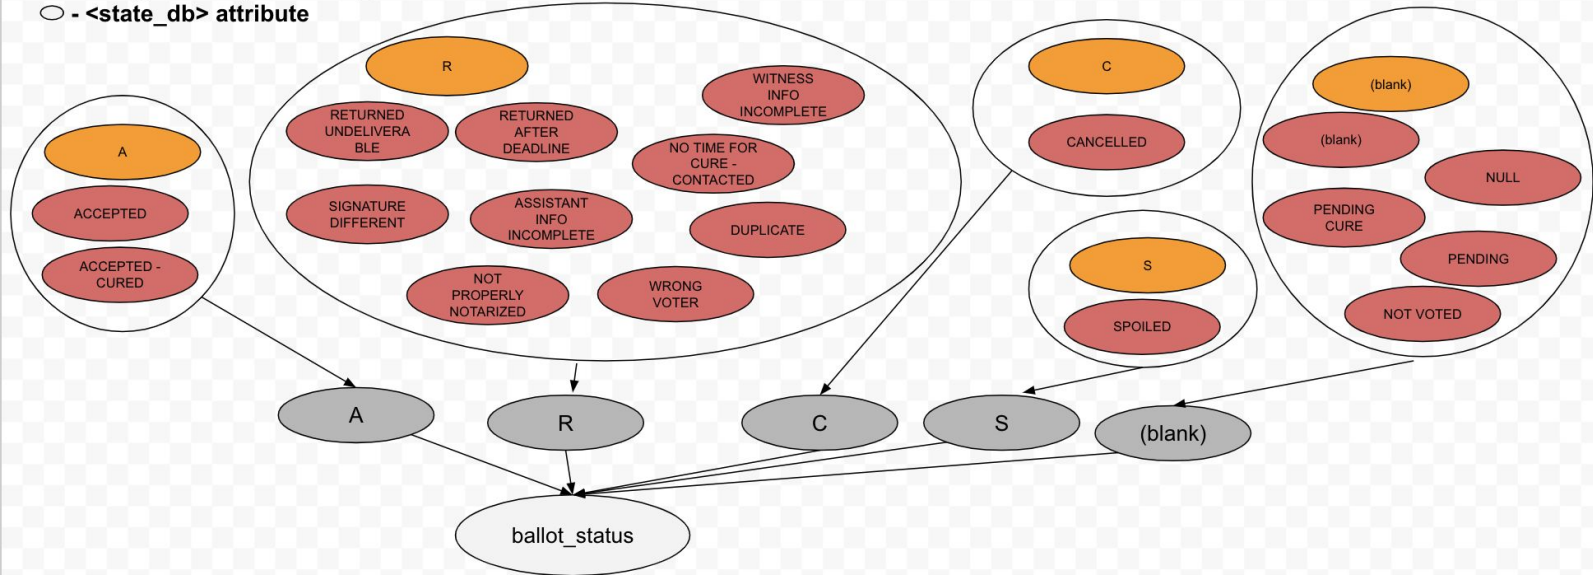 - <state_db> attribute
A
ACCEPTED
ACCEPTED -
CURED
R
RETURNED
UNDELIVERA
BLE
RETURNED
AFTER
DEADLINE
WITNESS
INFO
INCOMPLETE
NO TIME FOR
CURE -
CONTACTED
SIGNATURE
DIFFERENT
ASSISTANT
INFO
INCOMPLETE
DUPLICATE
NOT
PROPERLY
NOTARIZED
WRONG
VOTER
C
CANCELLED
S
SPOILED
(blank)
(blank)
NULL
PENDING
CURE
PENDING
NOT VOTED
A
R
C
S
(blank)
ballot_status